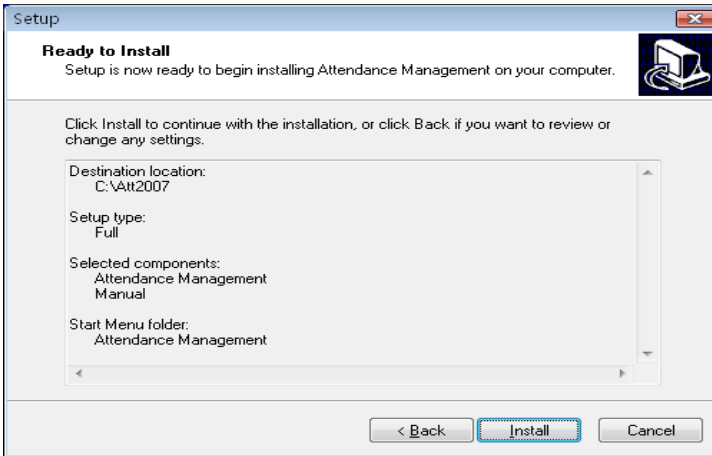 Setup
Ready to Install
Setup is now ready to begin installing Attendance Management on your computer.
Click Install to continue with the installation, or click Back if you want to review or
change any settings.
Destination location:
C:\Att2007
Setup type:
Full
Selected components:
Attendance Management
Manual
Start Menu folder:
Attendance Management
< Back
Install
Cancel